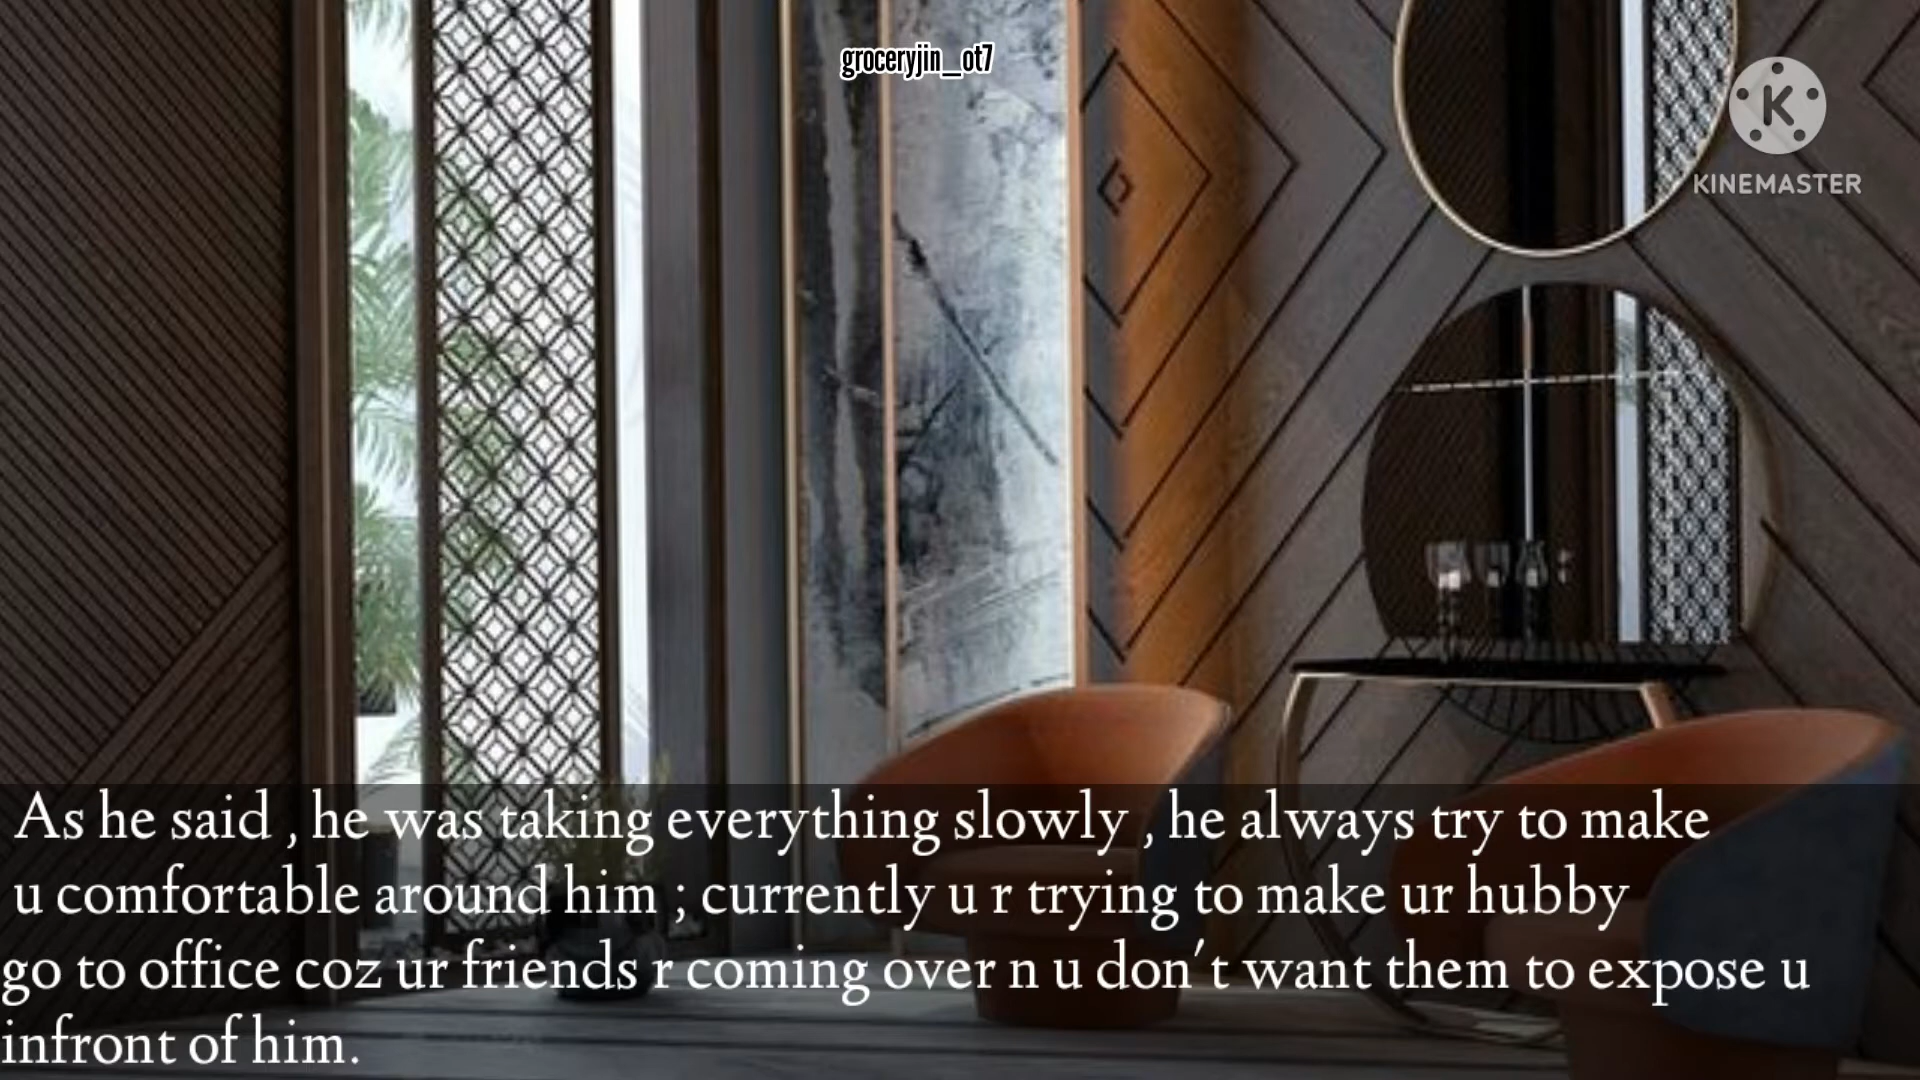 groceryjin_ot7
K
KINEMASTER
As he said , he was taking everything slowly , he always try to make
u comfortable around him ; currently u r trying to make ur hubby
go to office coz ur friends r coming over n u don't want them to expose u
infront of him.